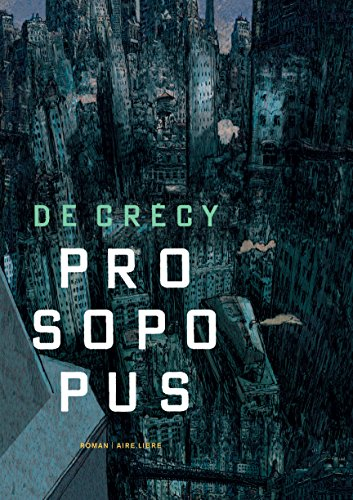 DE CRÉCY
PRO
SOPO
PUS
ROMAN | AIRE LIBRE